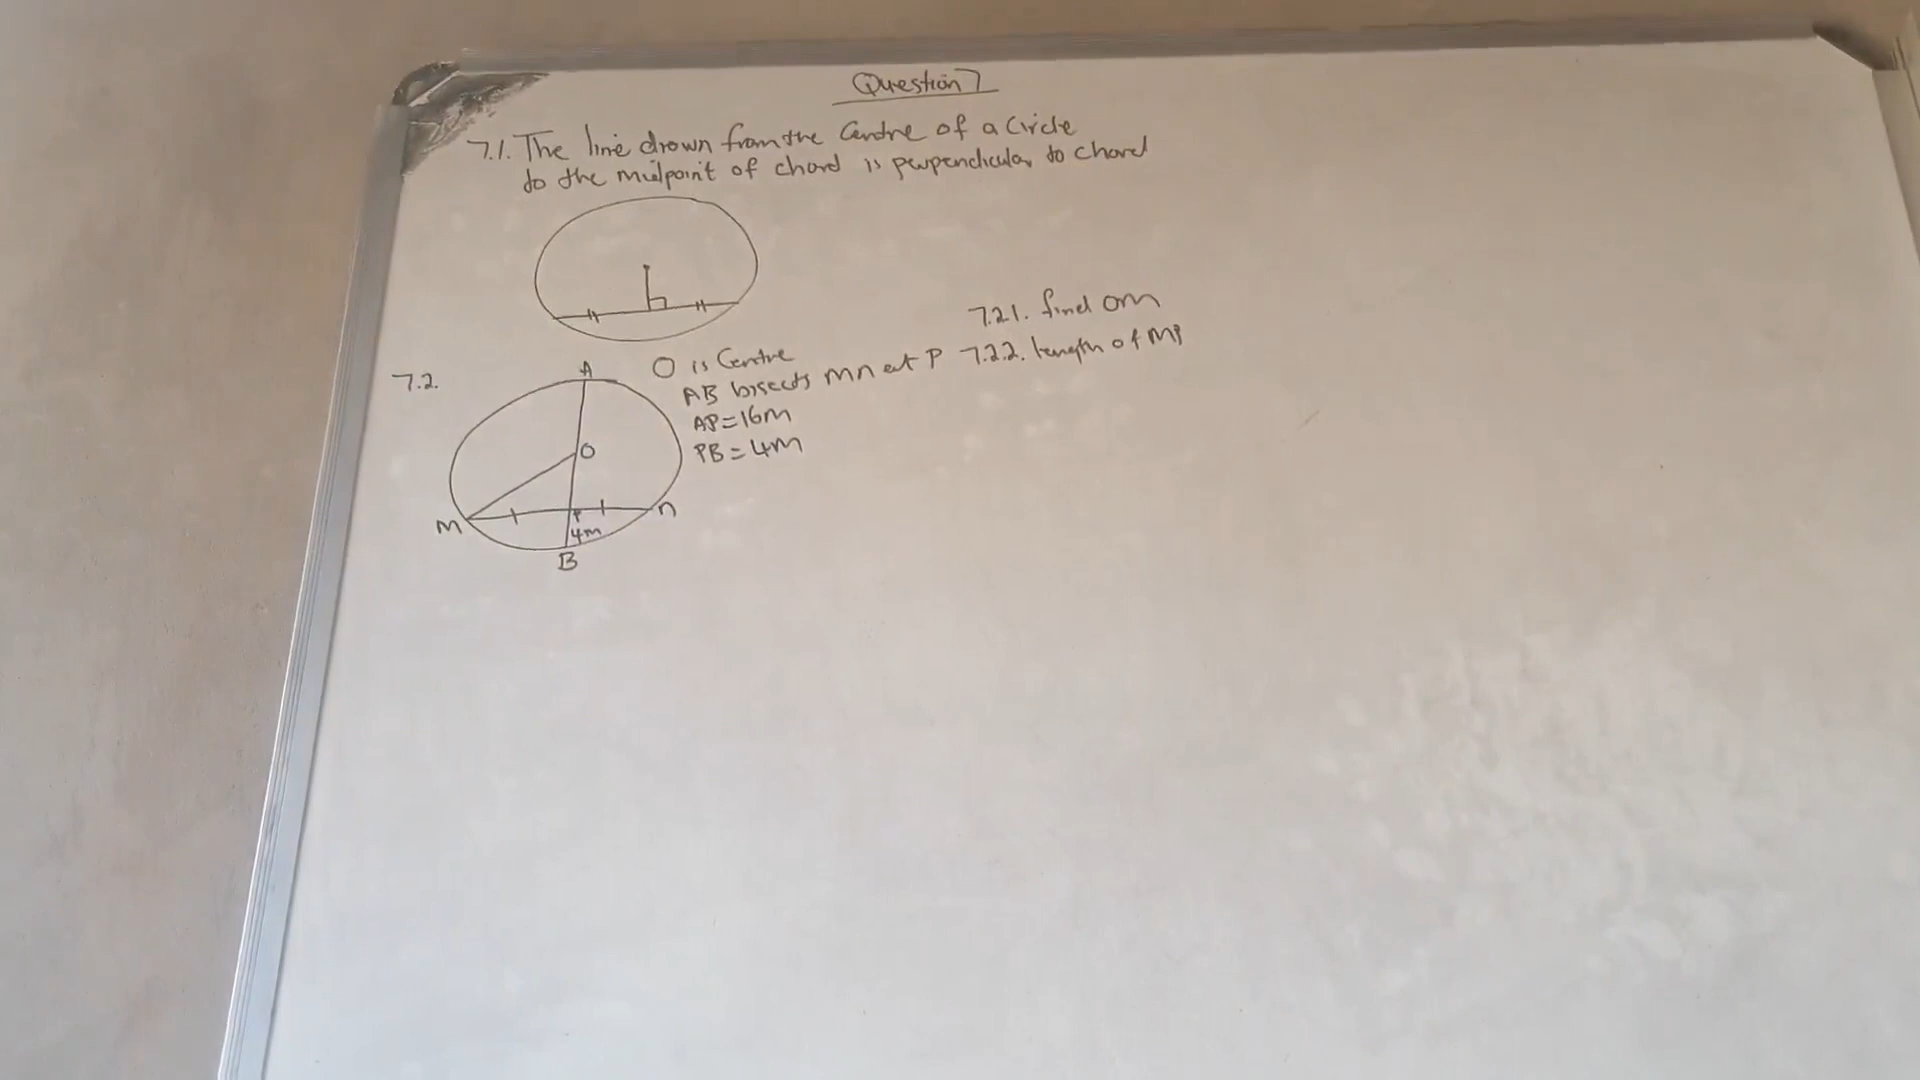 Question 7
7.1. The line drawn from the Centre of a Circle
to the midpoint of chord is perpendicular to chord
7.2.
O is Centre
AB bisects mn at P
AP = 16m
PB = 4m
7.2.1. find om
7.2.2. length of MP
A
O
M
P
n
4m
B